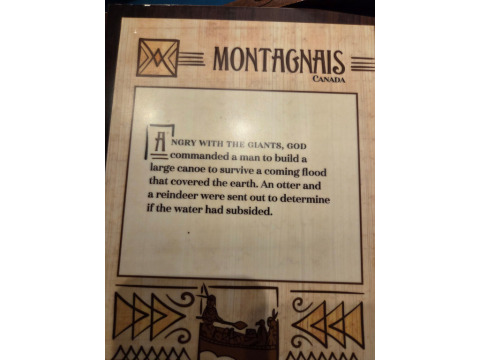 MONTAGNAIS
CANADA
ANGRY WITH THE GIANTS, GOD
commanded a man to build a
large canoe to survive a coming flood
that covered the earth. An otter and
a reindeer were sent out to determine
if the water had subsided.